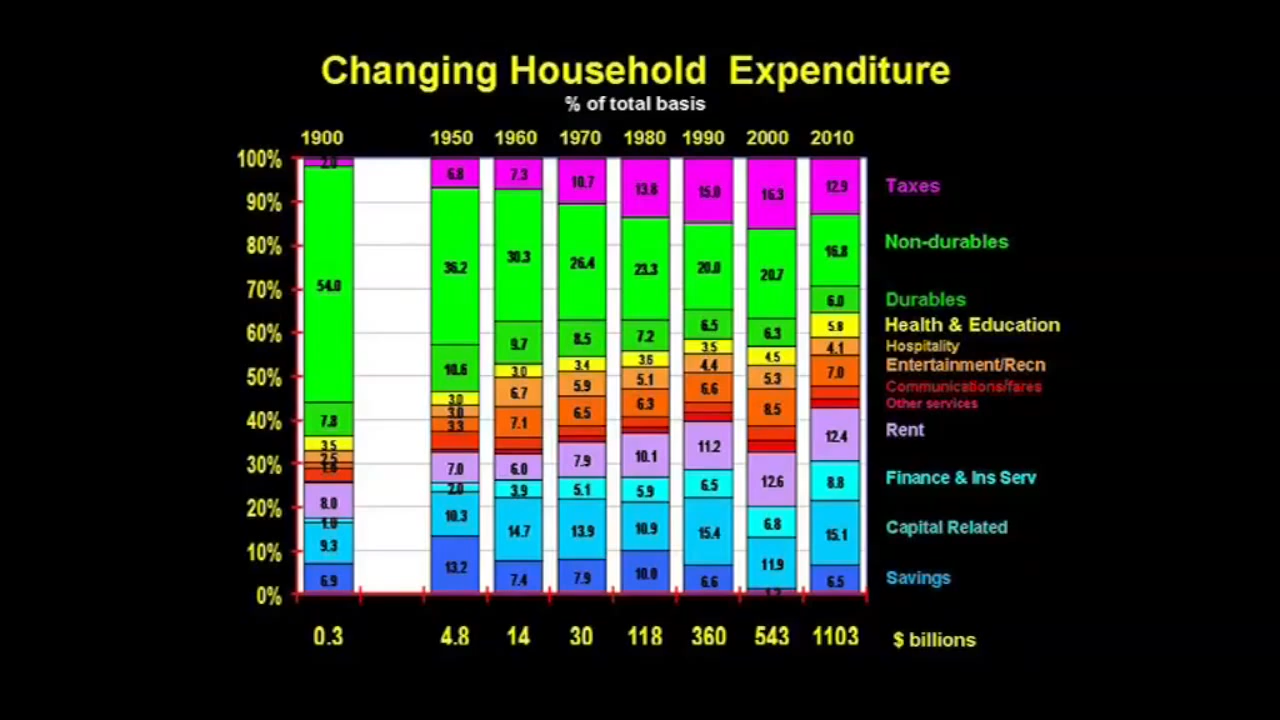 Changing Household Expenditure
% of total basis
1900 1950 1960 1970 1980 1990 2000 2010
100% 2.0 6.8 7.3 10.7 13.8 15.0 16.3 12.9 Taxes
90%
80% 54.0 36.2 30.3 26.4 23.3 20.0 20.7 16.8 Non-durables
70%
7.8 10.6 9.7 8.5 7.2 6.5 6.3 6.0 Durables
60% 3.5 3.0 3.0 3.4 3.6 3.5 4.5 5.8 Health & Education
2.5 3.0 6.7 5.9 5.1 4.4 5.3 4.1 Hospitality
50% 3.3 7.1 6.5 6.3 6.6 8.5 7.0 Entertainment/Recn
Communications/fares
Other services
40% 8.0 7.0 6.0 7.9 10.1 11.2 12.6 12.4 Rent
30% 1.0 2.0 3.9 5.1 5.9 6.5 6.8 8.8 Finance & Ins Serv
20% 9.3 10.3 14.7 13.9 10.9 15.4 11.9 15.1 Capital Related
10% 6.9 13.2 7.4 7.9 10.0 6.6 6.5 Savings
0%
0.3 4.8 14 30 118 360 543 1103 $ billions